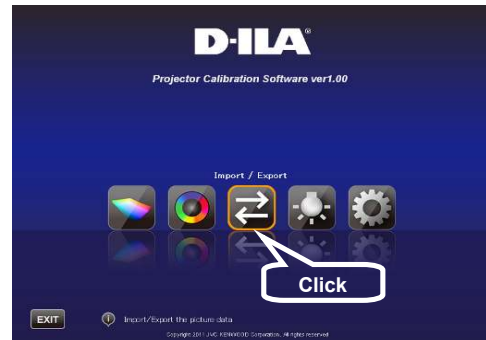 D-ILA®
Projector Calibration Software ver1.00
Import / Export
Click
EXIT
Import/Export the picture data
Copyright 2011 JVC KENWOOD Corporation. All rights reserved